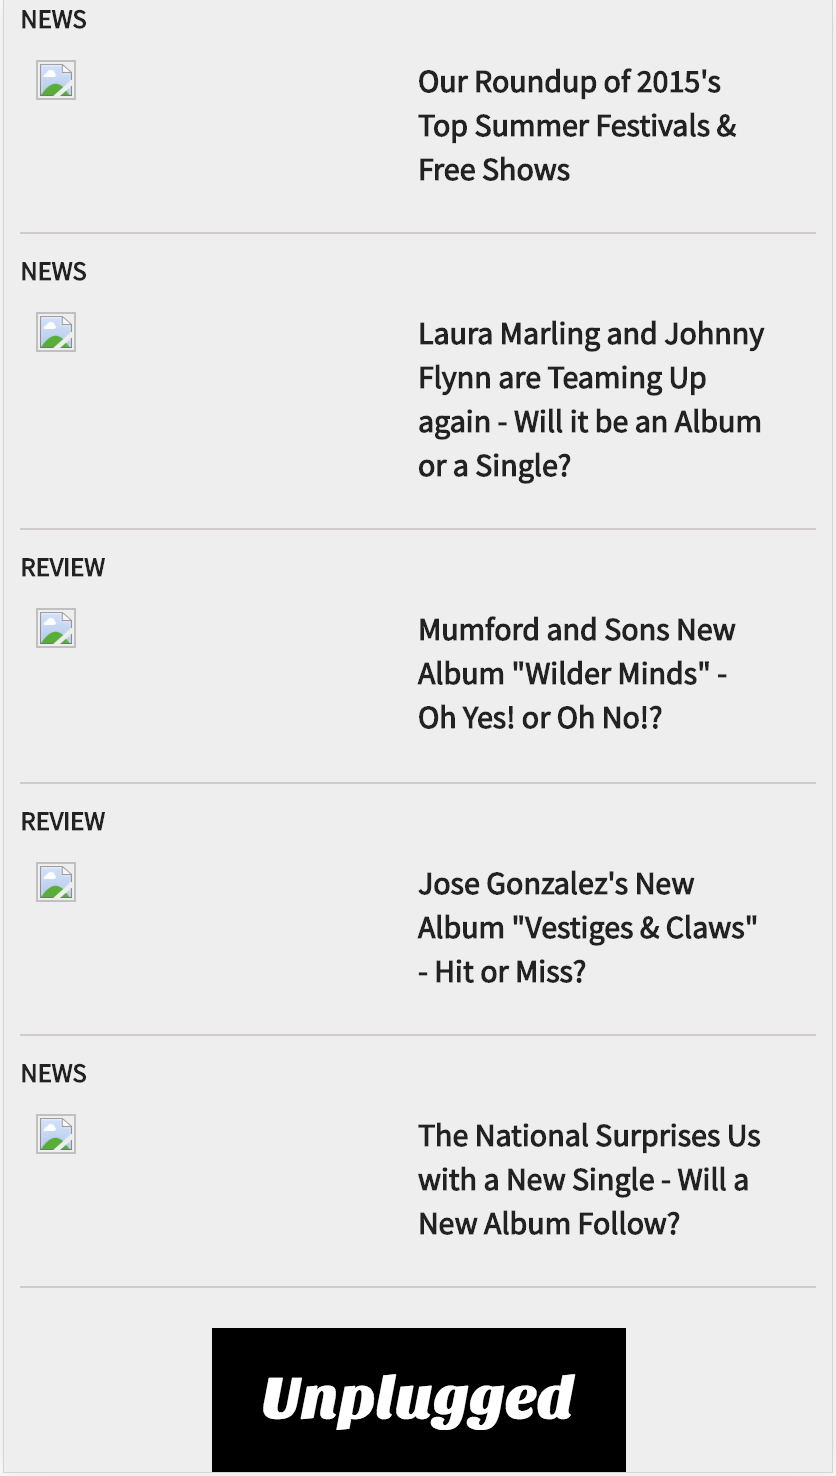 NEWS
Our Roundup of 2015's
Top Summer Festivals &
Free Shows
NEWS
Laura Marling and Johnny
Flynn are Teaming Up
again - Will it be an Album
or a Single?
REVIEW
Mumford and Sons New
Album "Wilder Minds" -
Oh Yes! or Oh No!?
REVIEW
Jose Gonzalez's New
Album "Vestiges & Claws"
- Hit or Miss?
NEWS
The National Surprises Us
with a New Single - Will a
New Album Follow?
Unplugged